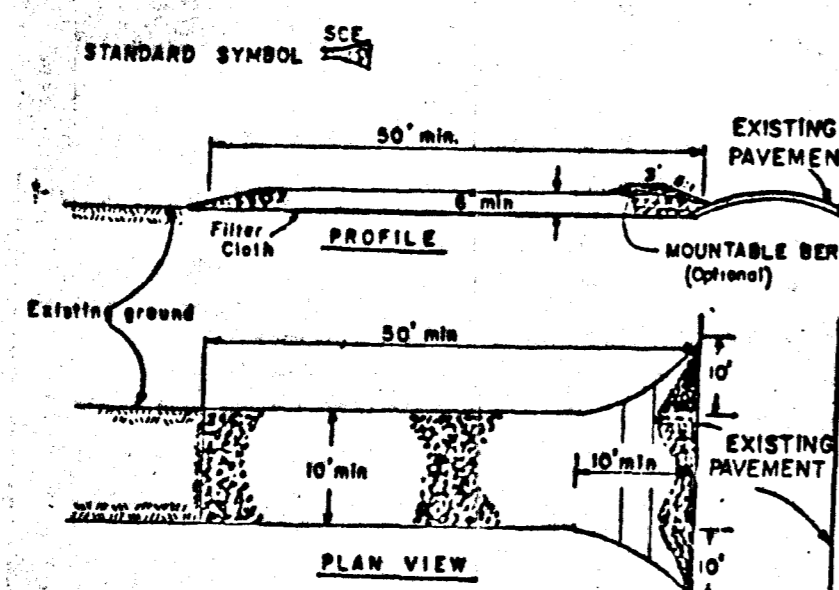 SCE
STANDARD SYMBOL
50' min.
EXISTING
PAVEMEN
3'
6" min
Filter
Cloth
PROFILE
MOUNTABLE BER
(Optional)
Existing ground
50' min
10'
10' min
10' min
EXISTING
PAVEMENT
PLAN VIEW
10'